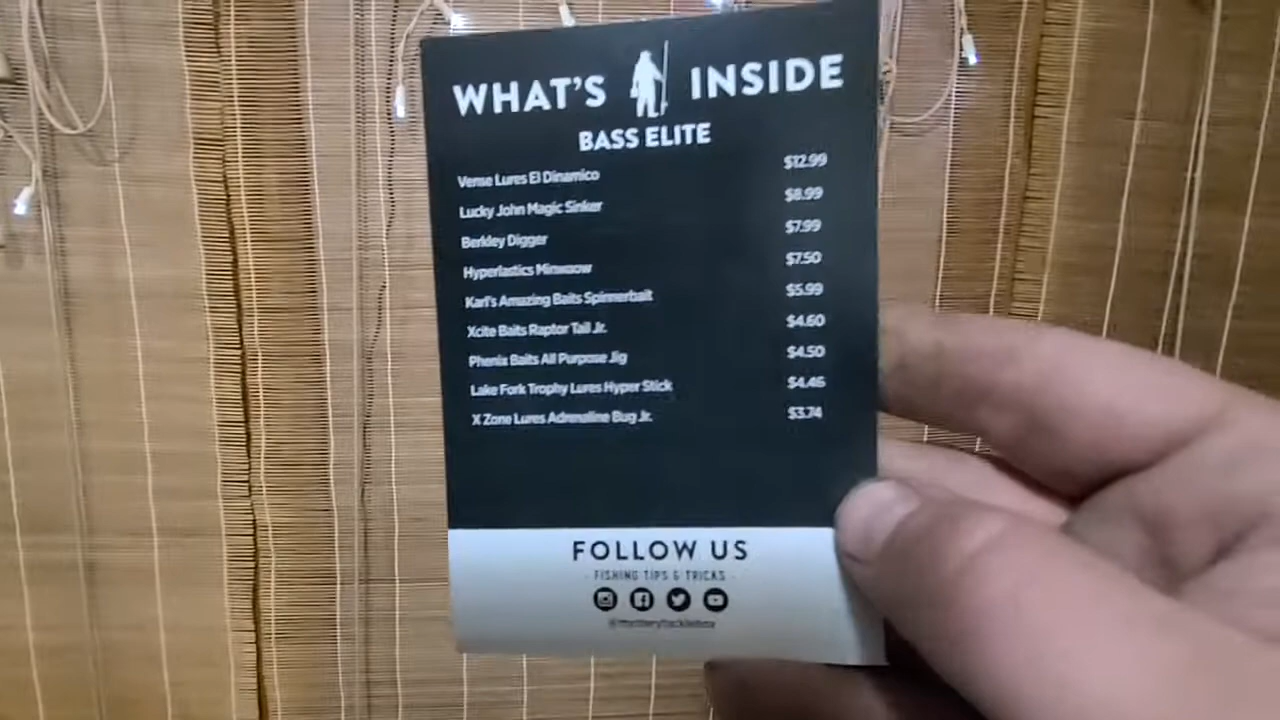 WHAT'S INSIDE
BASS ELITE
Verse Lures El Dinamico $12.99
Lucky John Magic Sinker $8.99
Berkley Digger $7.99
Hyperlastics Minwaow $7.50
Karl's Amazing Baits Spinnerbait $5.99
Xcite Baits Raptor Tail Jr. $4.60
Phenix Baits All Purpose Jig $4.50
Lake Fork Trophy Lures Hyper Stick $4.46
X Zone Lures Adrenaline Bug Jr. $3.74
FOLLOW US
FISHING TIPS & TRICKS
@mysterytacklebox